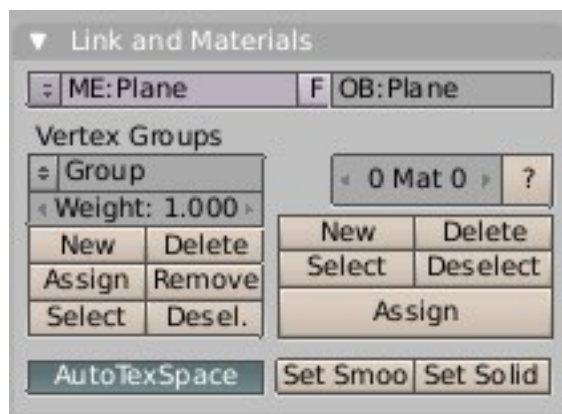 Link and Materials
ME:Plane F OB:Plane
Vertex Groups
Group
0 Mat 0 ?
Weight: 1.000
New Delete
Assign Remove
Select Desel.
New Delete
Select Deselect
Assign
AutoTexSpace Set Smoo Set Solid